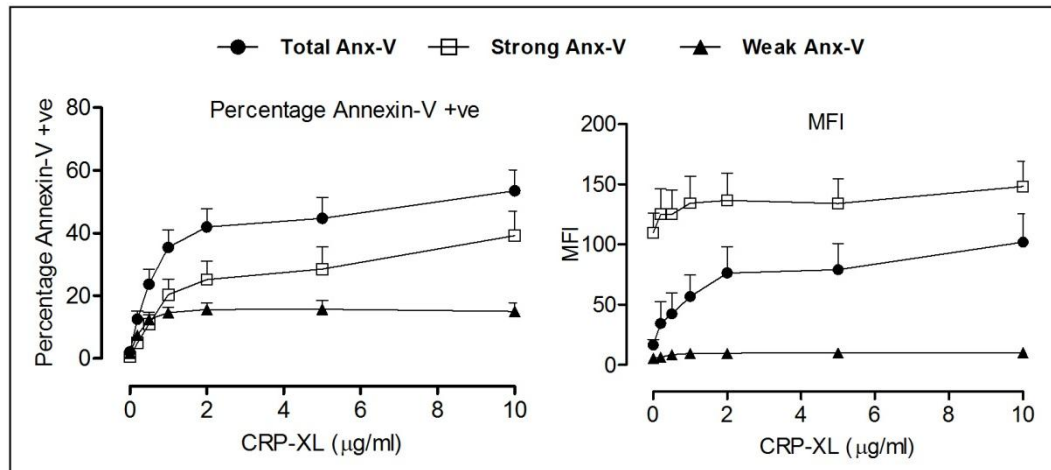 Total Anx-V Strong Anx-V Weak Anx-V
Percentage Annexin-V +ve
Percentage Annexin-V +ve
80
60
40
20
0
0 2 4 6 8 10
CRP-XL (μg/ml)
MFI
MFI
200
150
100
50
0
0 2 4 6 8 10
CRP-XL (μg/ml)